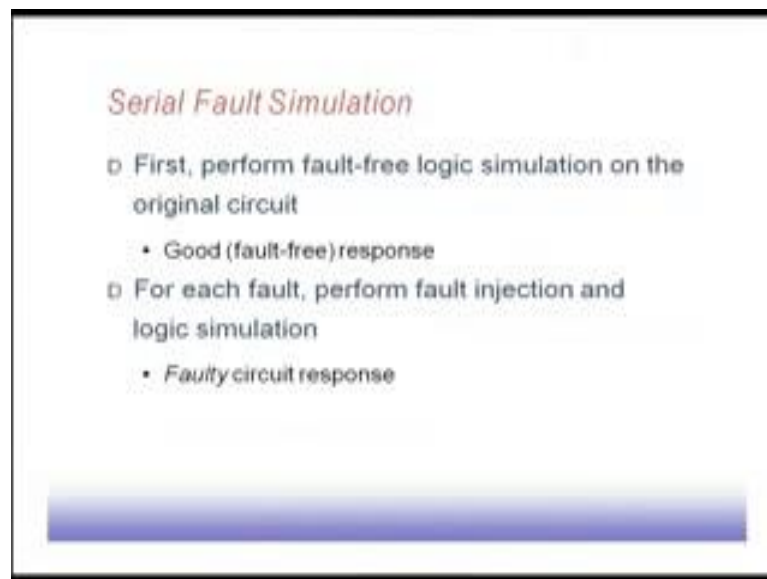 Serial Fault Simulation
First, perform fault-free logic simulation on the
original circuit
• Good (fault-free) response
For each fault, perform fault injection and
logic simulation
• Faulty circuit response